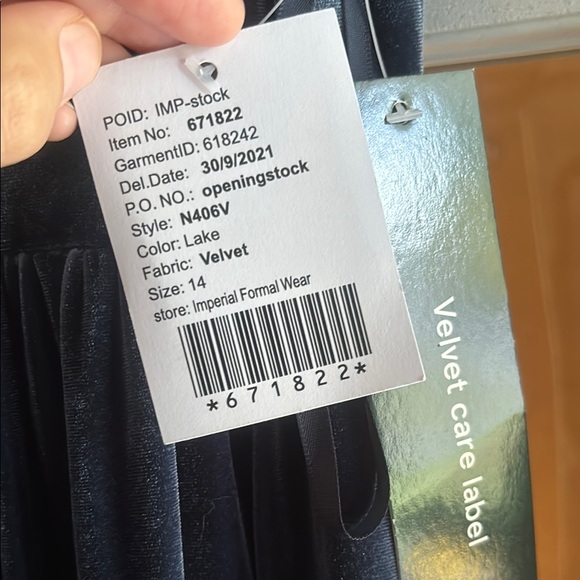 POID: IMP-stock
Item No: 671822
GarmentID: 618242
Del.Date: 30/9/2021
P.O. NO.: openingstock
Style: N406V
Color: Lake
Fabric: Velvet
Size: 14
store: Imperial Formal Wear
*671822*
Velvet care label